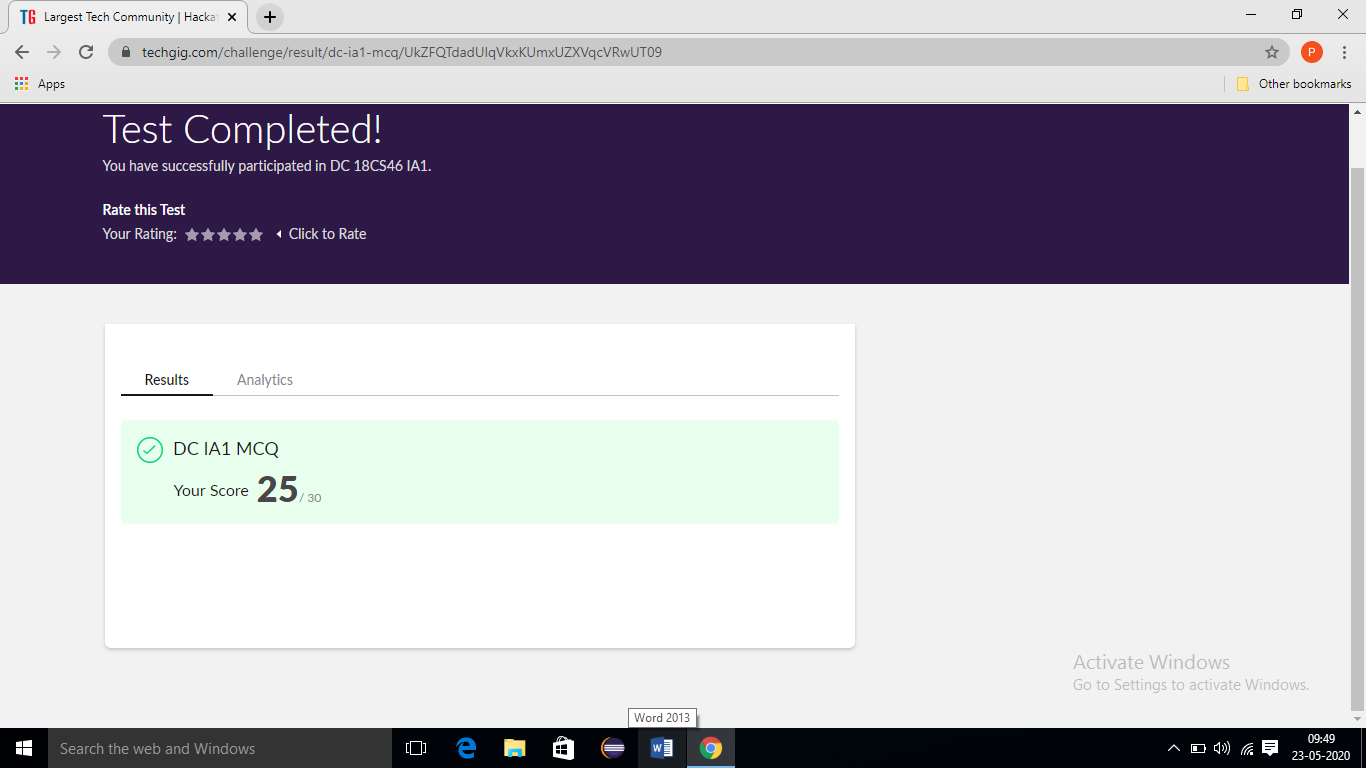 Largest Tech Community | Hacka
techgig.com/challenge/result/dc-ia1-mcq/UkZFQTdadUlqVkxKUmxUZXVqcVRwUT09
P
Apps
Other bookmarks
Test Completed!
You have successfully participated in DC 18CS46 IA1.
Rate this Test
Your Rating:
Click to Rate
Results
Analytics
DC IA1 MCQ
Your Score 25 / 30
Activate Windows
Go to Settings to activate Windows.
Word 2013
Search the web and Windows
09:49
23-05-2020